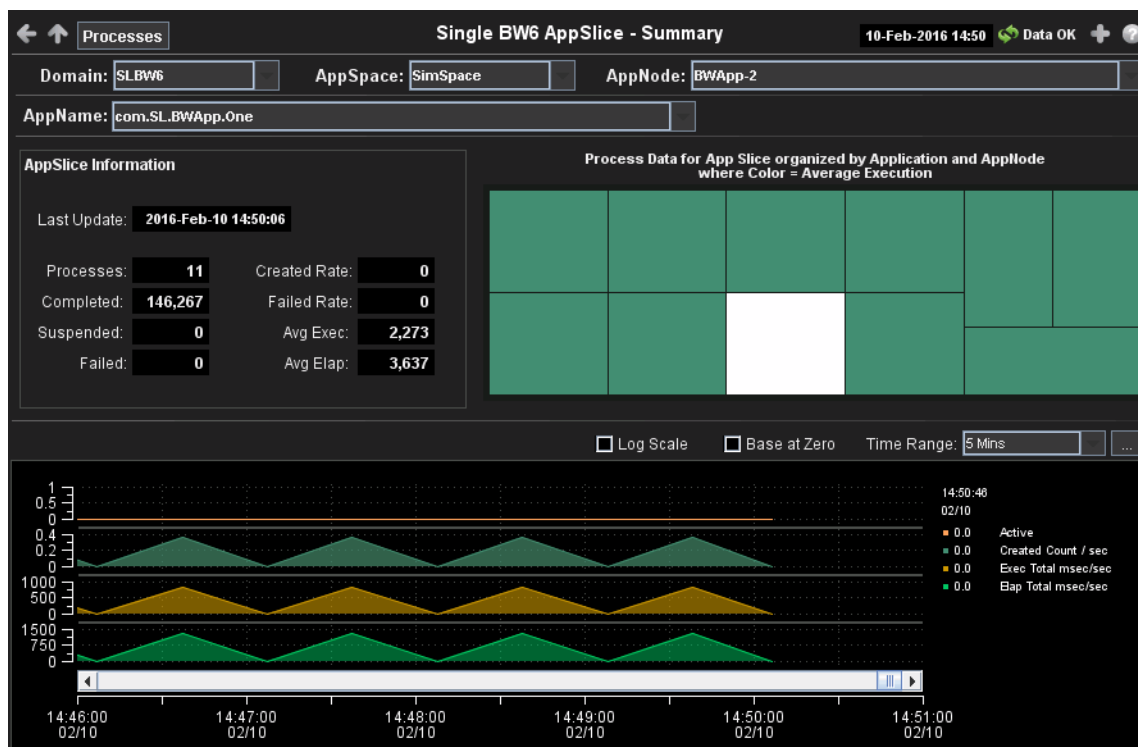 Processes
Single BW6 AppSlice - Summary
10-Feb-2016 14:50 Data OK
Domain: SLBW6 AppSpace: SimSpace AppNode: BWApp-2
AppName: com.SL.BWApp.One
AppSlice Information
Last Update: 2016-Feb-10 14:50:06
Processes: 11 Created Rate: 0
Completed: 146,267 Failed Rate: 0
Suspended: 0 Avg Exec: 2,273
Failed: 0 Avg Elap: 3,637
Process Data for App Slice organized by Application and AppNode
where Color = Average Execution
Log Scale Base at Zero Time Range: 5 Mins ...
1
0.5
0
0.4
0.2
0
1000
500
0
1500
750
0
14:50:46
02/10
0.0 Active
0.0 Created Count / sec
0.0 Exec Total msec/sec
0.0 Elap Total msec/sec
14:46:00 14:47:00 14:48:00 14:49:00 14:50:00 14:51:00
02/10 02/10 02/10 02/10 02/10 02/10